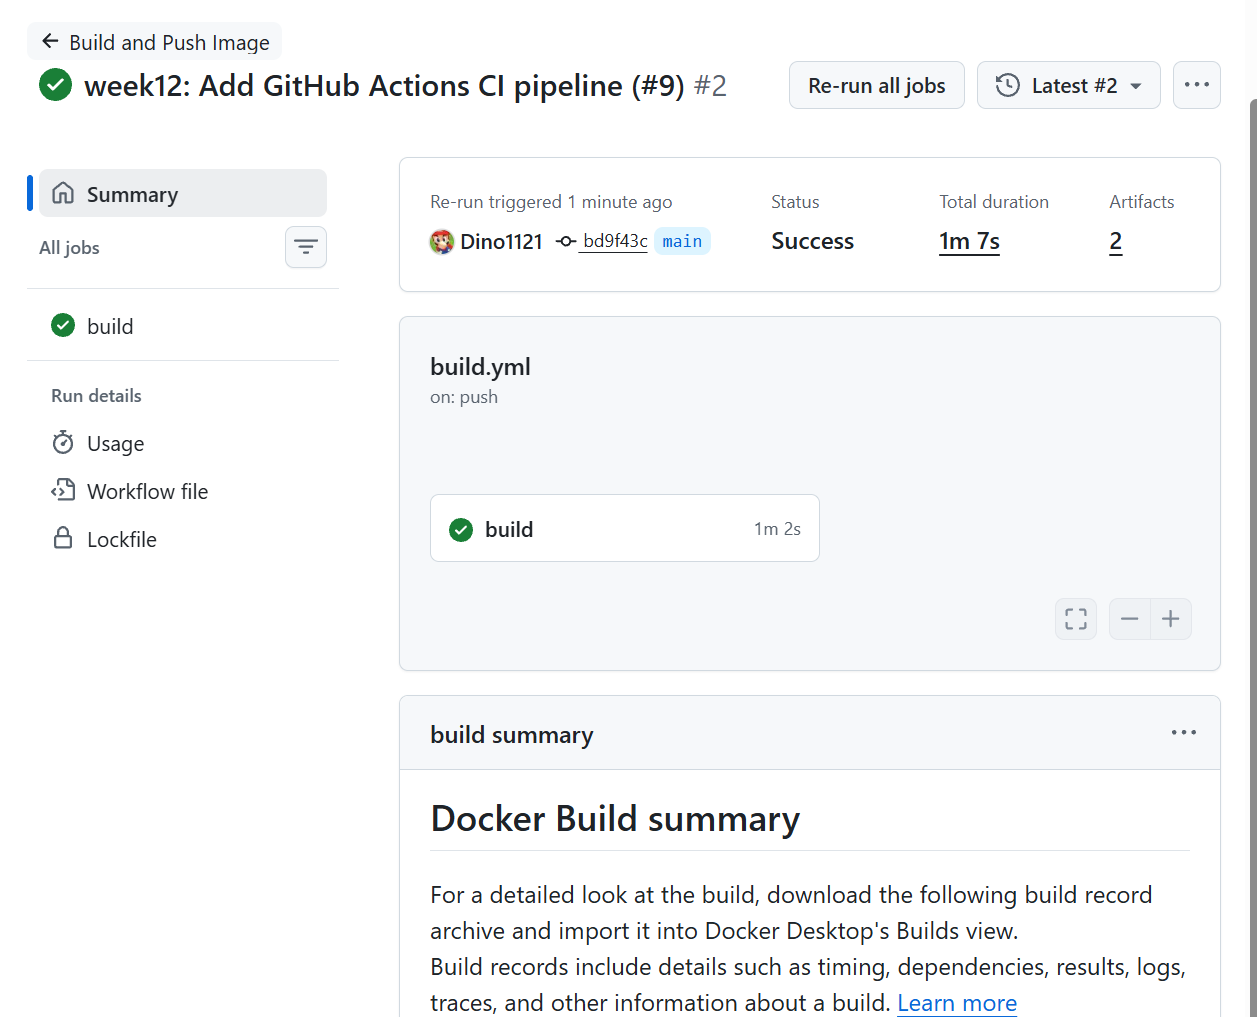 Build and Push Image
week12: Add GitHub Actions CI pipeline (#9) #2
Re-run all jobs
Latest #2
Summary
All jobs
build
Run details
Usage
Workflow file
Lockfile
Re-run triggered 1 minute ago
Dino1121 bd9f43c main
Status
Success
Total duration
1m 7s
Artifacts
2
build.yml
on: push
build 1m 2s
build summary
Docker Build summary
For a detailed look at the build, download the following build record
archive and import it into Docker Desktop's Builds view.
Build records include details such as timing, dependencies, results, logs,
traces, and other information about a build. Learn more